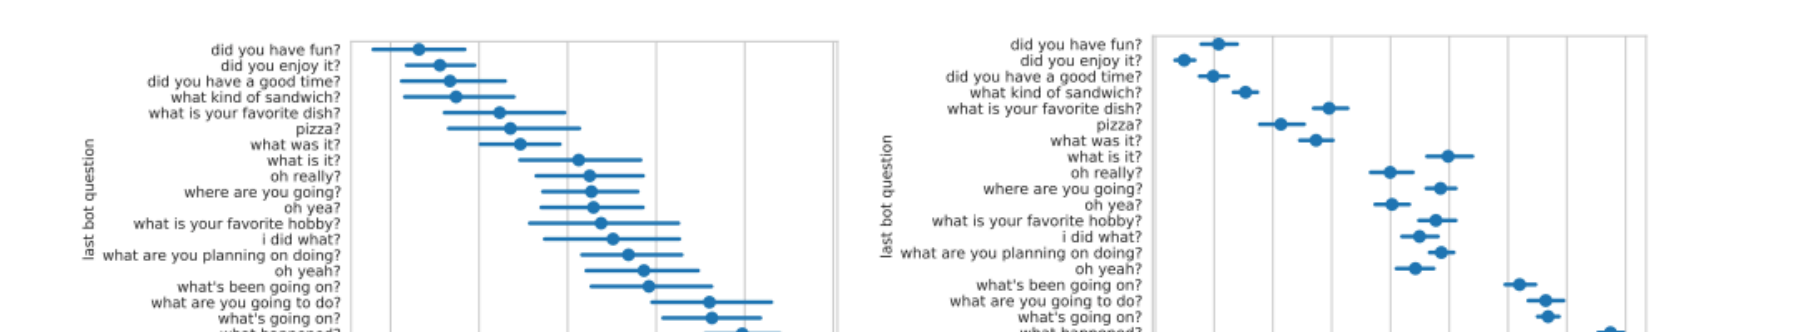 did you have fun?
did you enjoy it?
did you have a good time?
what kind of sandwich?
what is your favorite dish?
pizza?
what was it?
what is it?
oh really?
where are you going?
oh yea?
what is your favorite hobby?
i did what?
what are you planning on doing?
oh yeah?
what's been going on?
what are you going to do?
what's going on?
what happened?
last bot question
did you have fun?
did you enjoy it?
did you have a good time?
what kind of sandwich?
what is your favorite dish?
pizza?
what was it?
what is it?
oh really?
where are you going?
oh yea?
what is your favorite hobby?
i did what?
what are you planning on doing?
oh yeah?
what's been going on?
what are you going to do?
what's going on?
what happened?
last bot question